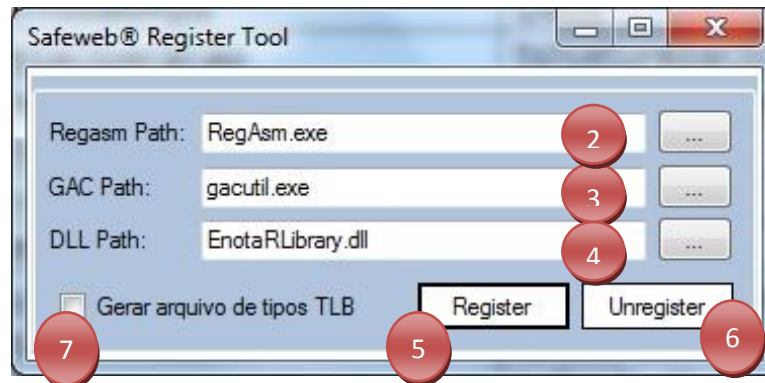 Safeweb® Register Tool
Regasm Path: RegAsm.exe 2 ...
GAC Path: gacutil.exe 3 ...
DLL Path: EnotaRLibrary.dll 4 ...
Gerar arquivo de tipos TLB Register Unregister
7 5 6